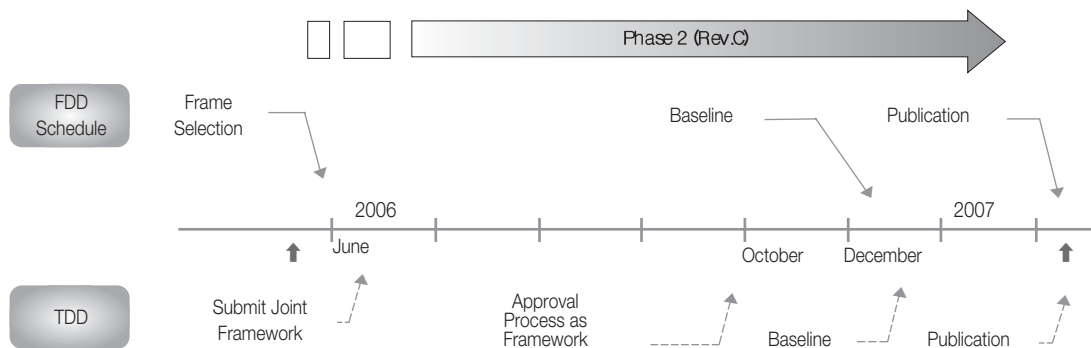 Phase 2 (Rev.C)
FDD
Schedule
Frame
Selection
Baseline
Publication
2006
2007
June
October
December
TDD
Submit Joint
Framework
Approval
Process as
Framework
Baseline
Publication